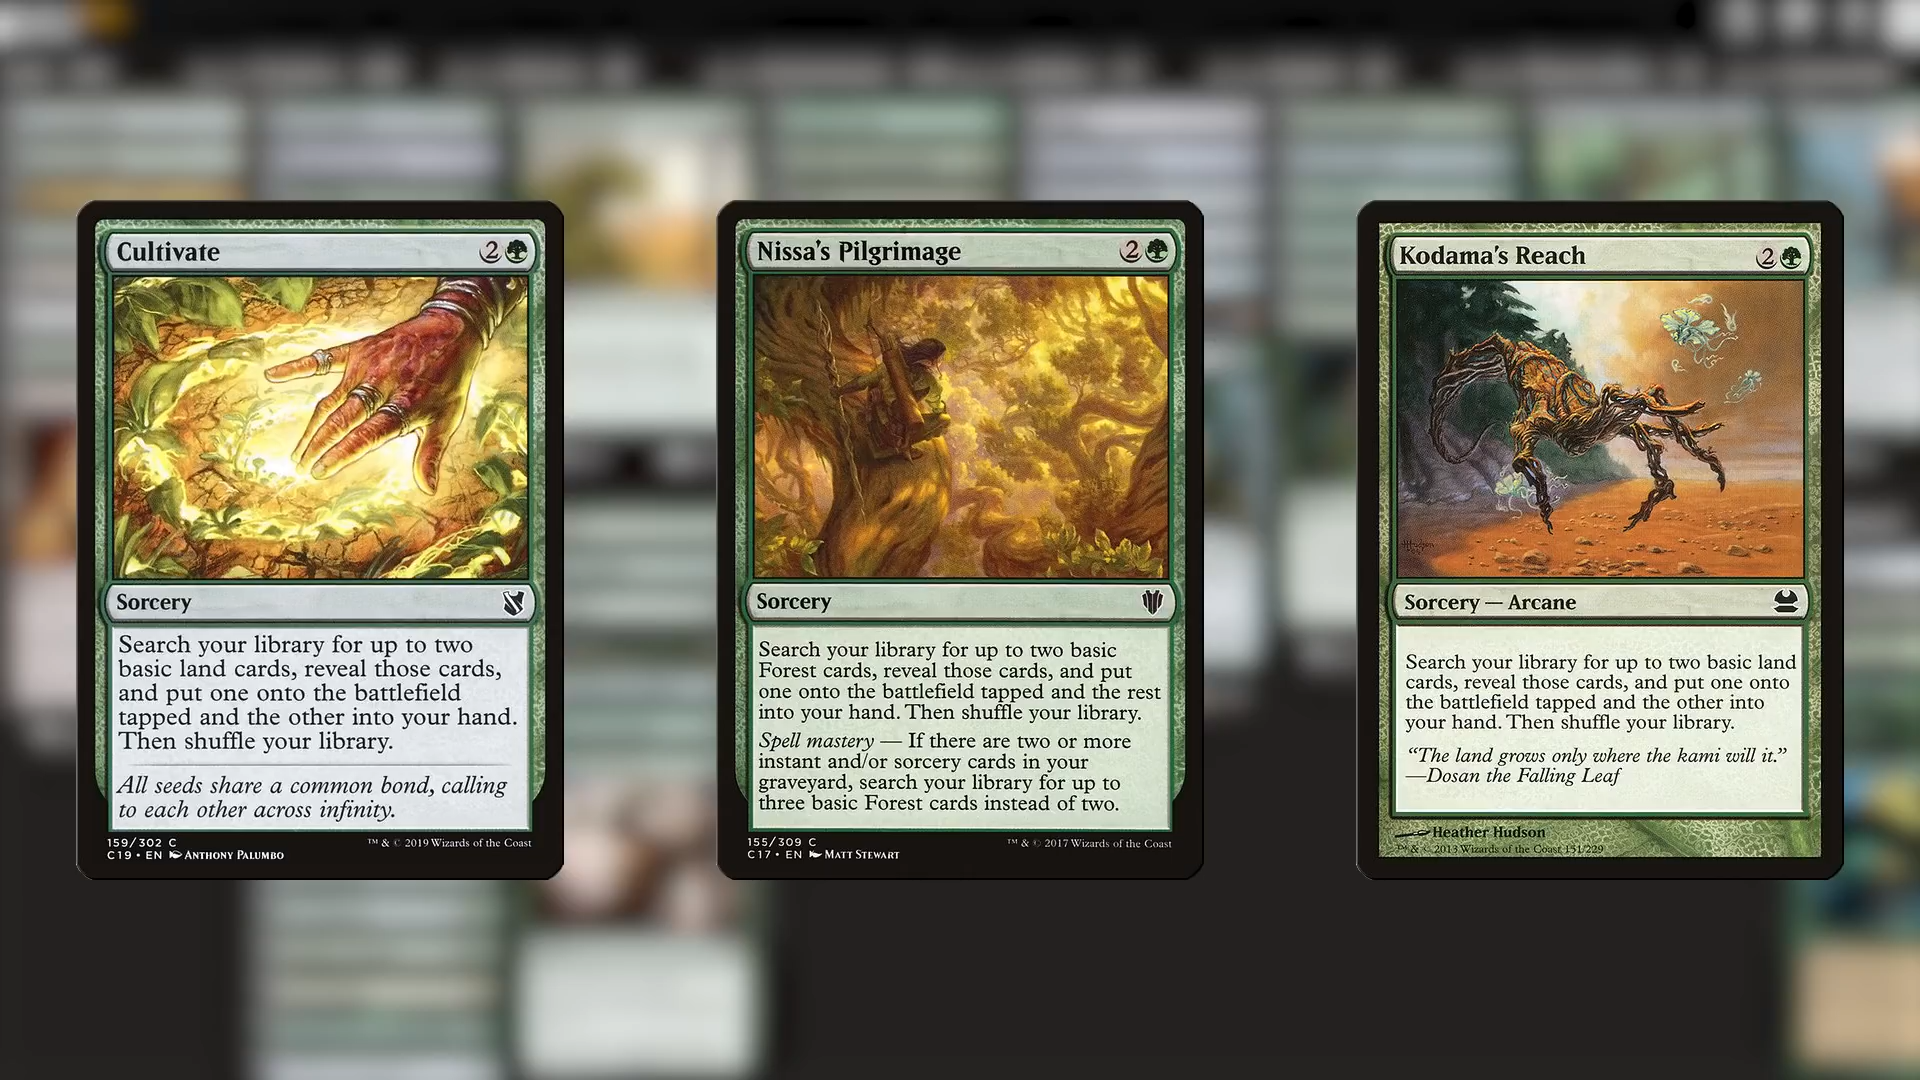 Cultivate 2
Sorcery
Search your library for up to two
basic land cards, reveal those cards,
and put one onto the battlefield
tapped and the other into your hand.
Then shuffle your library.
All seeds share a common bond, calling
to each other across infinity.
159/302 C
C19 • EN Anthony Palumbo
™ & © 2019 Wizards of the Coast
Nissa's Pilgrimage 2
Sorcery
Search your library for up to two basic
Forest cards, reveal those cards, and put
one onto the battlefield tapped and the rest
into your hand. Then shuffle your library.
Spell mastery — If there are two or more
instant and/or sorcery cards in your
graveyard, search your library for up to
three basic Forest cards instead of two.
155/309 C
C17 • EN Matt Stewart
™ & © 2017 Wizards of the Coast
Kodama's Reach 2
Sorcery — Arcane
Search your library for up to two basic land
cards, reveal those cards, and put one onto
the battlefield tapped and the other into
your hand. Then shuffle your library.
“The land grows only where the kami will it.”
—Dosan the Falling Leaf
Heather Hudson
™ & © 2013 Wizards of the Coast 151/229